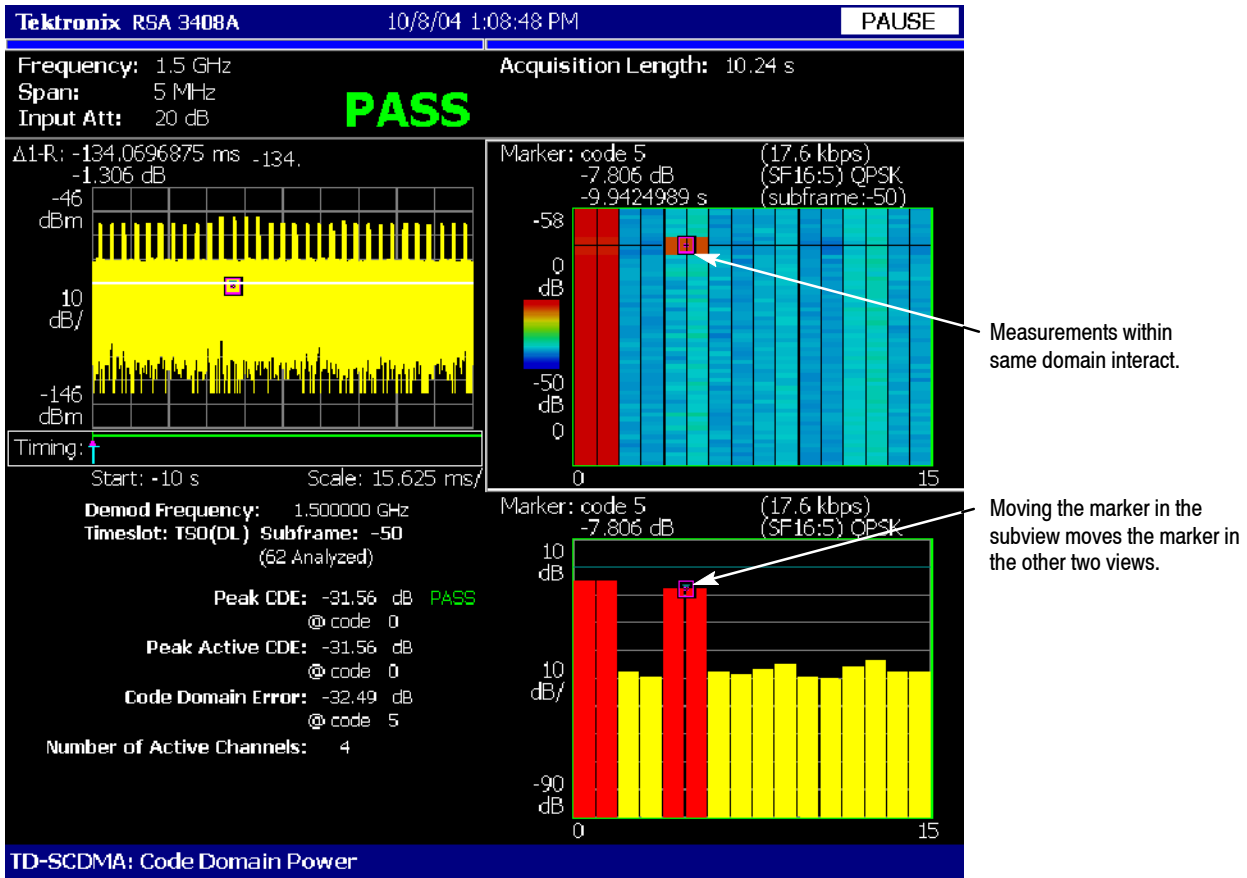 Tektronix RSA 3408A 10/8/04 1:08:48 PM PAUSE
Frequency: 1.5 GHz
Span: 5 MHz
Input Att: 20 dB
PASS
Acquisition Length: 10.24 s
Δ1-R: -134.0696875 ms -134.
-1.306 dB
-46
dBm
10
dB/
-146
dBm
Timing:
Start: -10 s Scale: 15.625 ms/
Marker: code 5 (17.6 kbps)
-7.806 dB (SF16:5) QPSK
-9.9424989 s (subframe:-50)
-58
0
dB
-50
dB
0
0 15
Measurements within
same domain interact.
Demod Frequency: 1.500000 GHz
Timeslot: TS0(DL) Subframe: -50
(62 Analyzed)
Peak CDE: -31.56 dB PASS
@ code 0
Peak Active CDE: -31.56 dB
@ code 0
Code Domain Error: -32.49 dB
@ code 5
Number of Active Channels: 4
Marker: code 5 (17.6 kbps)
-7.806 dB (SF16:5) QPSK
10
dB
10
dB/
-90
dB
0 15
Moving the marker in the
subview moves the marker in
the other two views.
TD-SCDMA: Code Domain Power